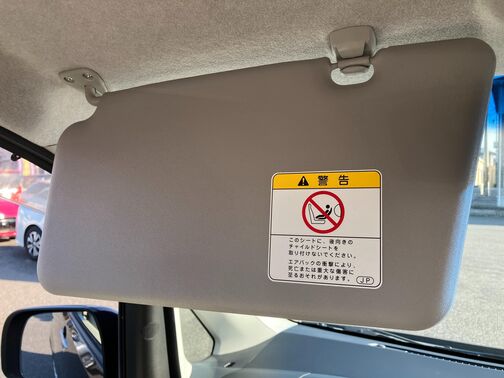 警告
このシートに、後向きの
チャイルドシートを
取り付けないでください。
エアバックの衝撃により、
死亡または重大な傷害に
至るおそれがあります。
JP